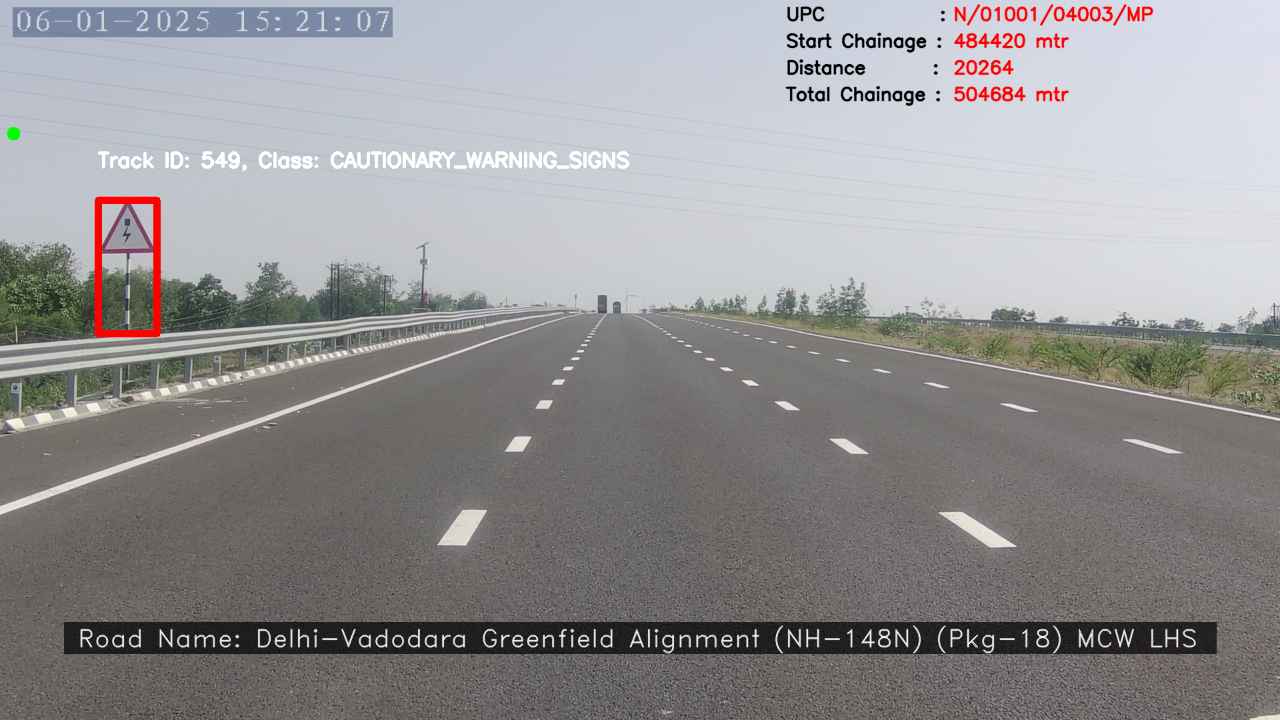 06-01-2025 15:21:07
UPC : N/01001/04003/MP
Start Chainage : 484420 mtr
Distance : 20264
Total Chainage : 504684 mtr
Track ID: 549, Class: CAUTIONARY_WARNING_SIGNS
Road Name: Delhi-Vadodara Greenfield Alignment (NH-148N) (Pkg-18) MCW LHS